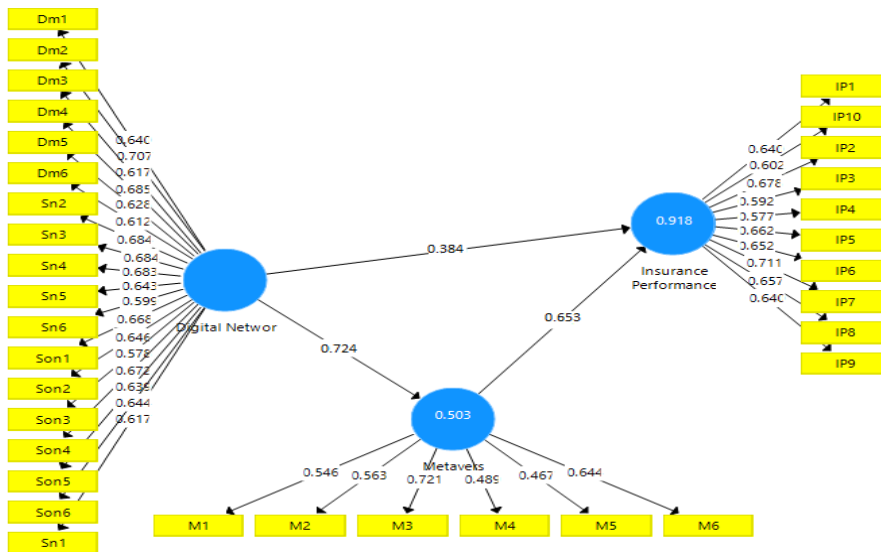 Dm1
Dm2
Dm3
Dm4
Dm5
Dm6
Sn2
Sn3
Sn4
Sn5
Sn6
Son1
Son2
Son3
Son4
Son5
Son6
Sn1
0.640
0.707
0.617
0.685
0.628
0.612
0.684
0.684
0.683
0.643
0.599
0.668
0.646
0.578
0.672
0.639
0.644
0.617
Digital Networ
0.384
0.724
0.653
0.918
Insurance
Performance
0.640
0.602
0.678
0.592
0.577
0.662
0.652
0.711
0.657
0.640
IP1
IP10
IP2
IP3
IP4
IP5
IP6
IP7
IP8
IP9
0.503
Metavers
0.546
0.563
0.721
0.489
0.467
0.644
M1
M2
M3
M4
M5
M6